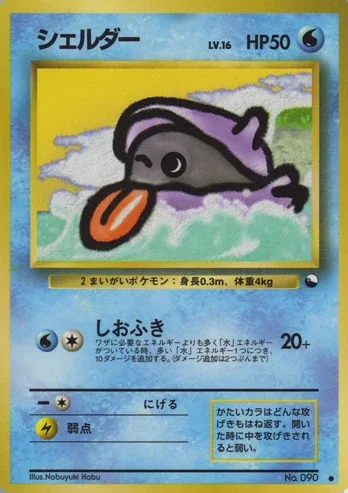 シェルダー LV.16 HP50
2まいがいポケモン：身長0.3m、体重4kg
しおふき 20+
ワザに必要なエネルギーよりも多く「水」エネルギー
がついている時、多い「水」エネルギー1つにつき、
10ダメージを追加する。（ダメージ追加は2つぶんまで）
にげる
弱点
かたいカラはどんな攻
げきもはね返す。開い
た時に中を攻げきされ
ると弱い。
Illus.Nobuyuki Habu
No. 090